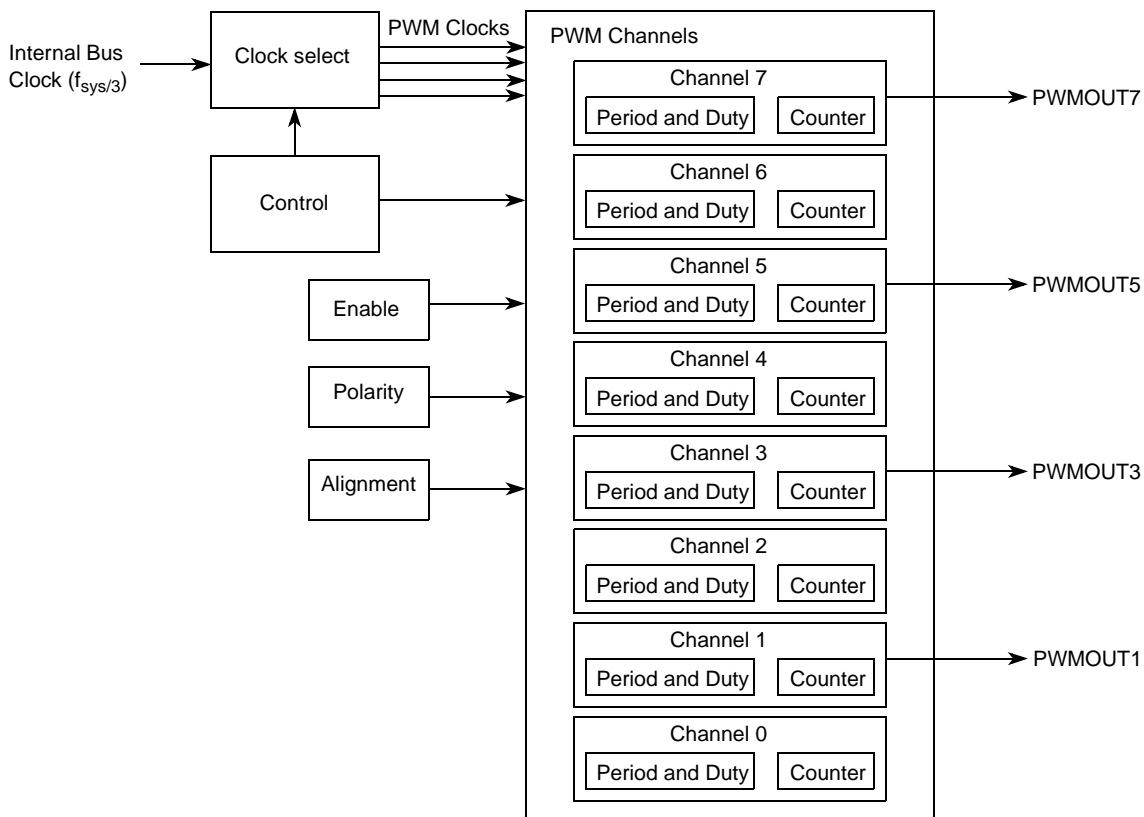 PWM Clocks
PWM Channels
Internal Bus
Clock (fsys/3)
Clock select
Control
Enable
Polarity
Alignment
Channel 7
Period and Duty
Counter
PWMOUT7
Channel 6
Period and Duty
Counter
Channel 5
Period and Duty
Counter
PWMOUT5
Channel 4
Period and Duty
Counter
Channel 3
Period and Duty
Counter
PWMOUT3
Channel 2
Period and Duty
Counter
Channel 1
Period and Duty
Counter
PWMOUT1
Channel 0
Period and Duty
Counter